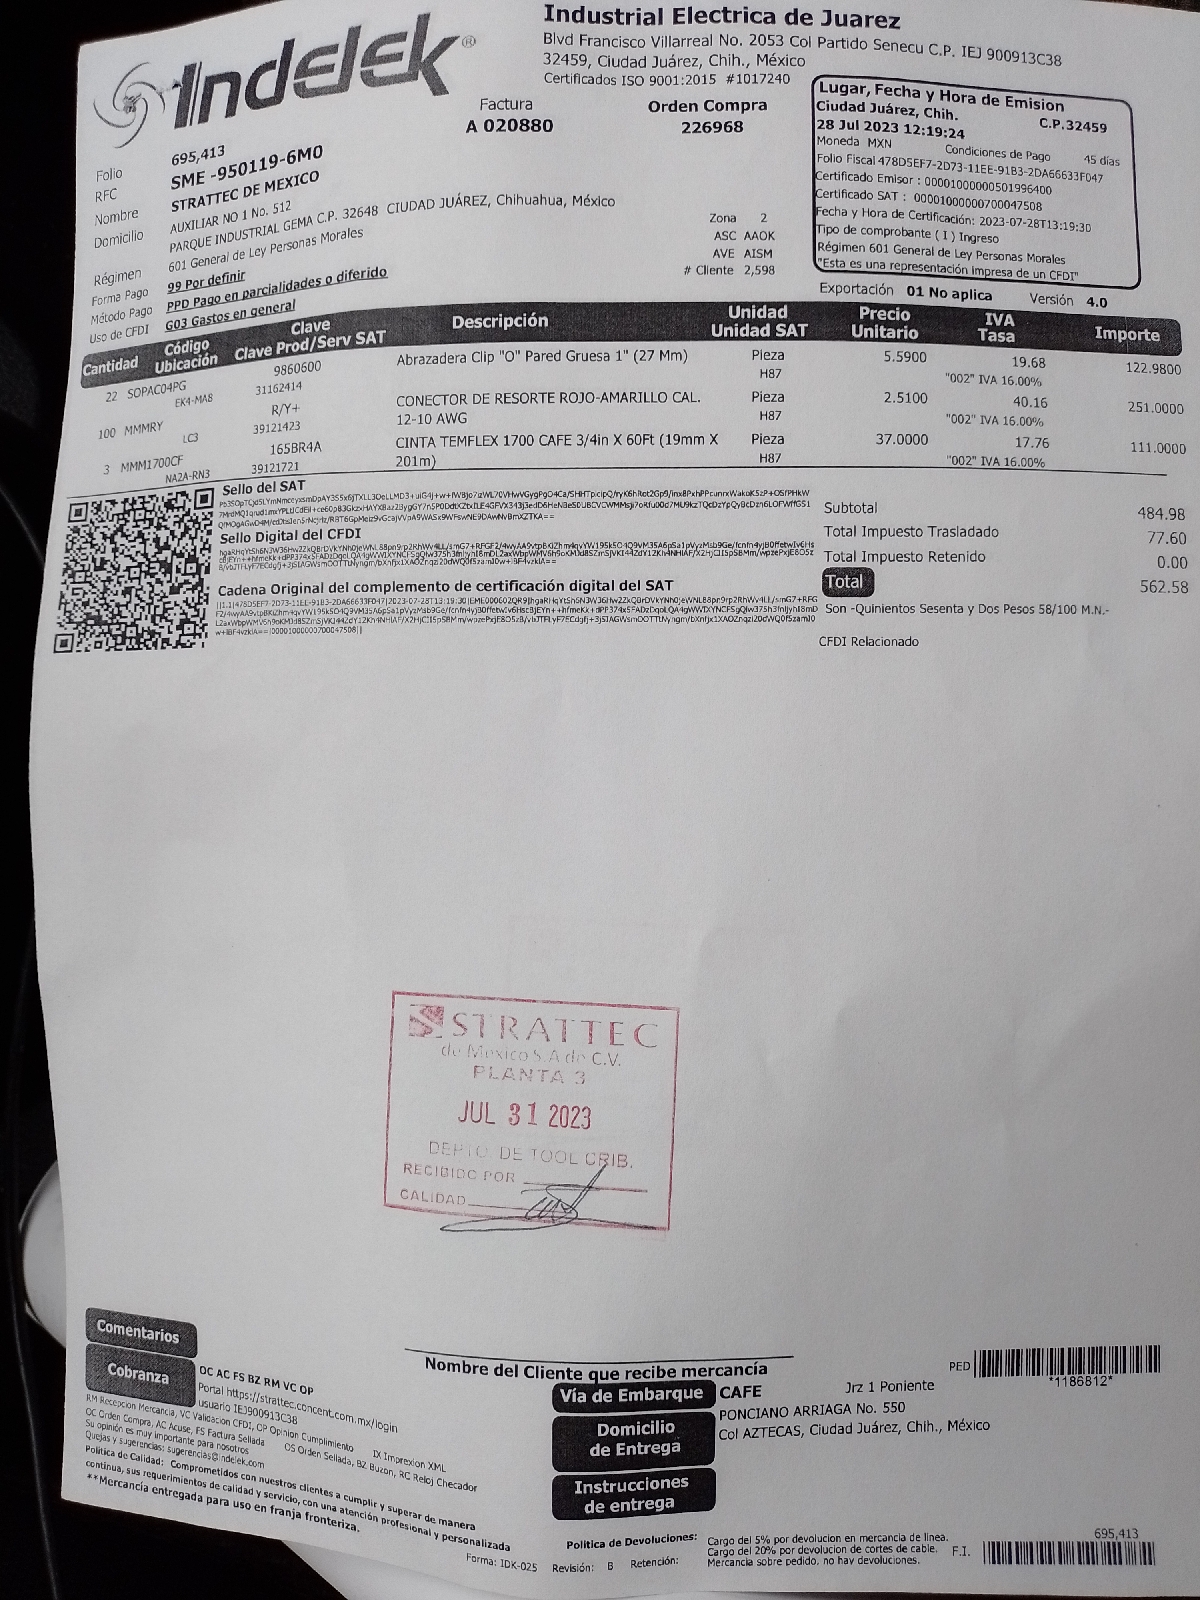 Indelek®
Industrial Electrica de Juarez
Blvd Francisco Villarreal No. 2053 Col Partido Senecu C.P. IEJ 900913C38
32459, Ciudad Juárez, Chih., México
Certificados ISO 9001:2015 #1017240
Factura
A 020880
Orden Compra
226968
Lugar, Fecha y Hora de Emision
Ciudad Juárez, Chih. C.P.32459
28 Jul 2023 12:19:24
Moneda MXN Condiciones de Pago 45 días
Folio Fiscal 478D5EF7-2D73-11EE-91B3-2DA66633F047
Certificado Emisor : 00001000000501996400
Certificado SAT : 00001000000700047508
Fecha y Hora de Certificación: 2023-07-28T13:19:30
Tipo de comprobante ( I ) Ingreso
Régimen 601 General de Ley Personas Morales
"Esta es una representación impresa de un CFDI"
Folio 695,413
RFC SME -950119-6M0
Nombre STRATTEC DE MEXICO
Domicilio AUXILIAR NO 1 No. 512
PARQUE INDUSTRIAL GEMA C.P. 32648 CIUDAD JUÁREZ, Chihuahua, México
Régimen 601 General de Ley Personas Morales
Forma Pago 99 Por definir
Método Pago PPD Pago en parcialidades o diferido
Uso de CFDI G03 Gastos en general
Zona 2
ASC AAOK
AVE AISM
# Cliente 2,598
Exportación 01 No aplica Versión 4.0
Cantidad Código Ubicación Clave Clave Prod/Serv SAT Descripción Unidad Unidad SAT Precio Unitario IVA Tasa Importe
22 SOPAC04PG 9860600 Abrazadera Clip "O" Pared Gruesa 1" (27 Mm) Pieza 5.5900 19.68 122.9800
EK4-MA8 31162414 H87 "002" IVA 16.00%
100 MMMRY R/Y+ CONECTOR DE RESORTE ROJO-AMARILLO CAL. Pieza 2.5100 40.16 251.0000
LC3 39121423 12-10 AWG H87 "002" IVA 16.00%
3 MMM1700CF 165BR4A CINTA TEMFLEX 1700 CAFE 3/4in X 60Ft (19mm X Pieza 37.0000 17.76 111.0000
NA2A-RN3 39121721 201m) H87 "002" IVA 16.00%
Sello del SAT
Sello Digital del CFDI
Cadena Original del complemento de certificación digital del SAT
Subtotal 484.98
Total Impuesto Trasladado 77.60
Total Impuesto Retenido 0.00
Total 562.58
Son -Quinientos Sesenta y Dos Pesos 58/100 M.N.-
CFDI Relacionado
STRATTEC
de Mexico S.A de C.V.
PLANTA 3
JUL 31 2023
DEPTO. DE TOOL CRIB.
RECIBIDO POR
CALIDAD
Comentarios
Cobranza
OC AC FS BZ RM VC OP
Portal https://strattec.concent.com.mx/login
usuario IEJ900913C38
RM Recepcion Mercancia, VC Validacion CFDI, OP Opinion Cumplimiento IX Imprexion XML
OC Orden Compra, AC Acuse, FS Factura Sellada OS Orden Sellada, BZ Buzon, RC Reloj Checador
Su opinión es muy importante para nosotros
Quejas y sugerencias: sugerencias@indelek.com
Politica de Calidad: Comprometidos con nuestros clientes a cumplir y superar de manera
continua, sus requerimientos de calidad y servicio, con una atención profesional y personalizada
**Mercancía entregada para uso en franja fronteriza.
Forma: IDK-025 Revisión: B Retención:
Nombre del Cliente que recibe mercancía
Vía de Embarque CAFE Jrz 1 Poniente
Domicilio de Entrega
PONCIANO ARRIAGA No. 550
Col AZTECAS, Ciudad Juárez, Chih., México
Instrucciones de entrega
PED
*1186812*
Politica de Devoluciones:
Cargo del 5% por devolucion en mercancia de linea.
Cargo del 20% por devolucion de cortes de cable.
Mercancia sobre pedido. no hay devoluciones.
F.I.
695,413